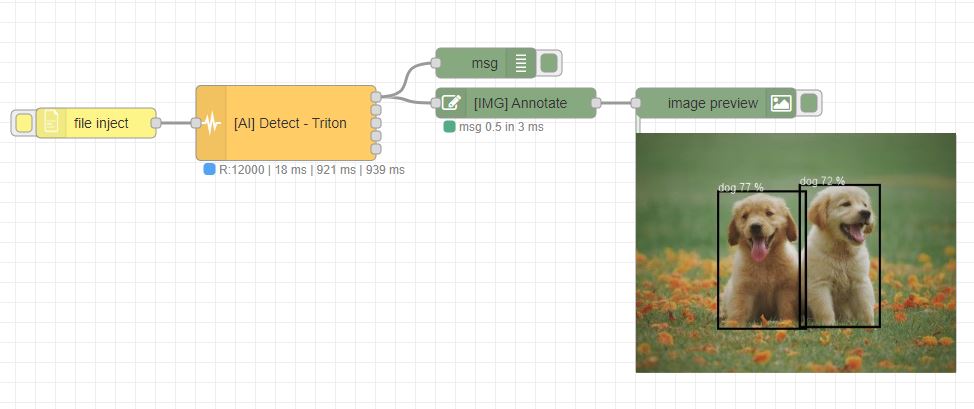 msg
file inject
[AI] Detect - Triton
[IMG] Annotate
image preview
msg 0.5 in 3 ms
R:12000 | 18 ms | 921 ms | 939 ms
dog 77 %
dog 72 %